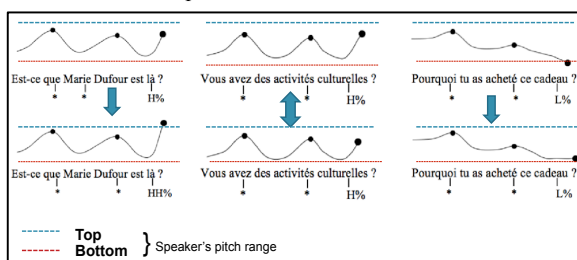 Est-ce que Marie Dufour est là ?
* * H%
Vous avez des activités culturelles ?
* * H%
Pourquoi tu as acheté ce cadeau ?
* * L%
Est-ce que Marie Dufour est là ?
* * HH%
Vous avez des activités culturelles ?
* * H%
Pourquoi tu as acheté ce cadeau ?
* * L%
Top
Bottom } Speaker's pitch range